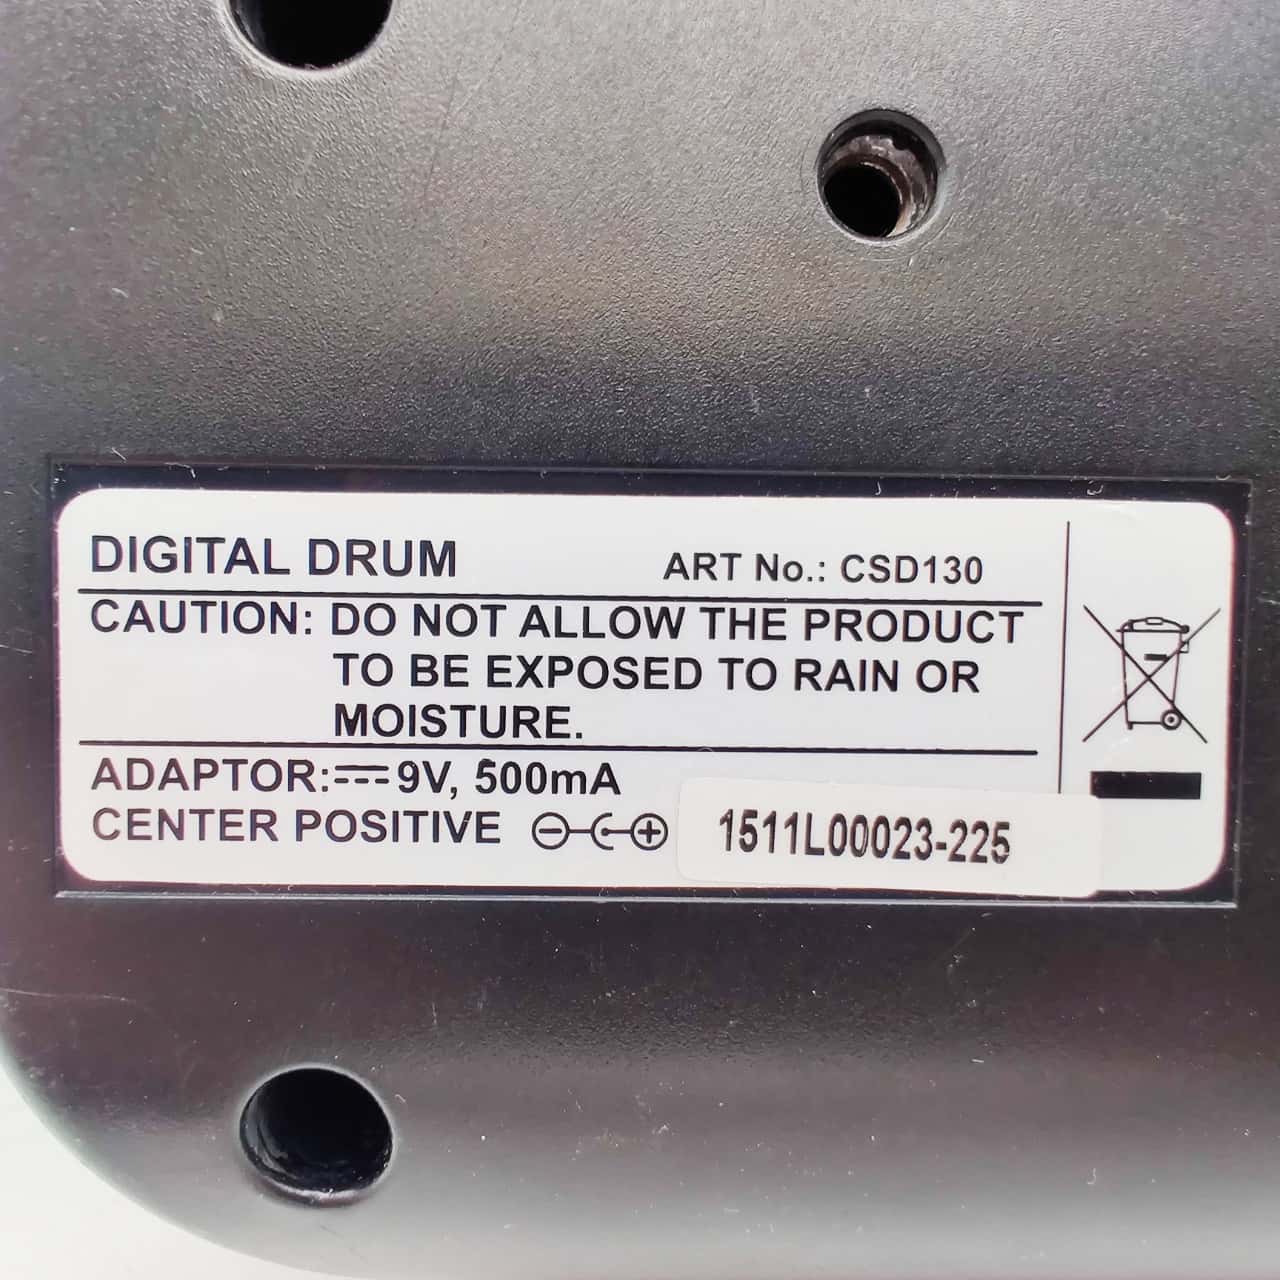 DIGITAL DRUM ART No.: CSD130
CAUTION: DO NOT ALLOW THE PRODUCT
TO BE EXPOSED TO RAIN OR
MOISTURE.
ADAPTOR: 9V, 500mA
CENTER POSITIVE
1511L00023-225